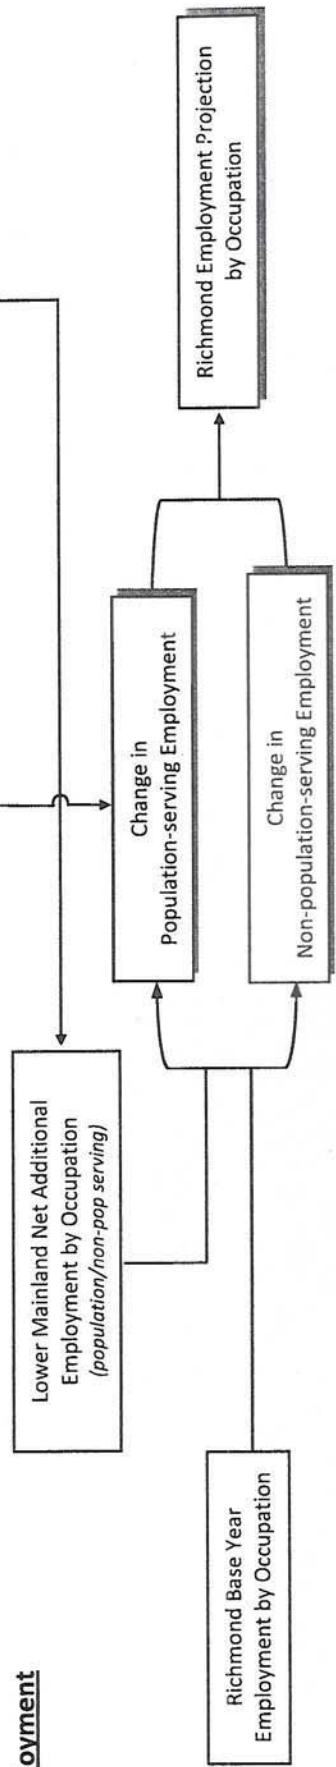 oyment
Lower Mainland Net Additional
Employment by Occupation
(population/non-pop serving)
Richmond Base Year
Employment by Occupation
Change in
Population-serving Employment
Change in
Non-population-serving Employment
Richmond Employment Projection
by Occupation